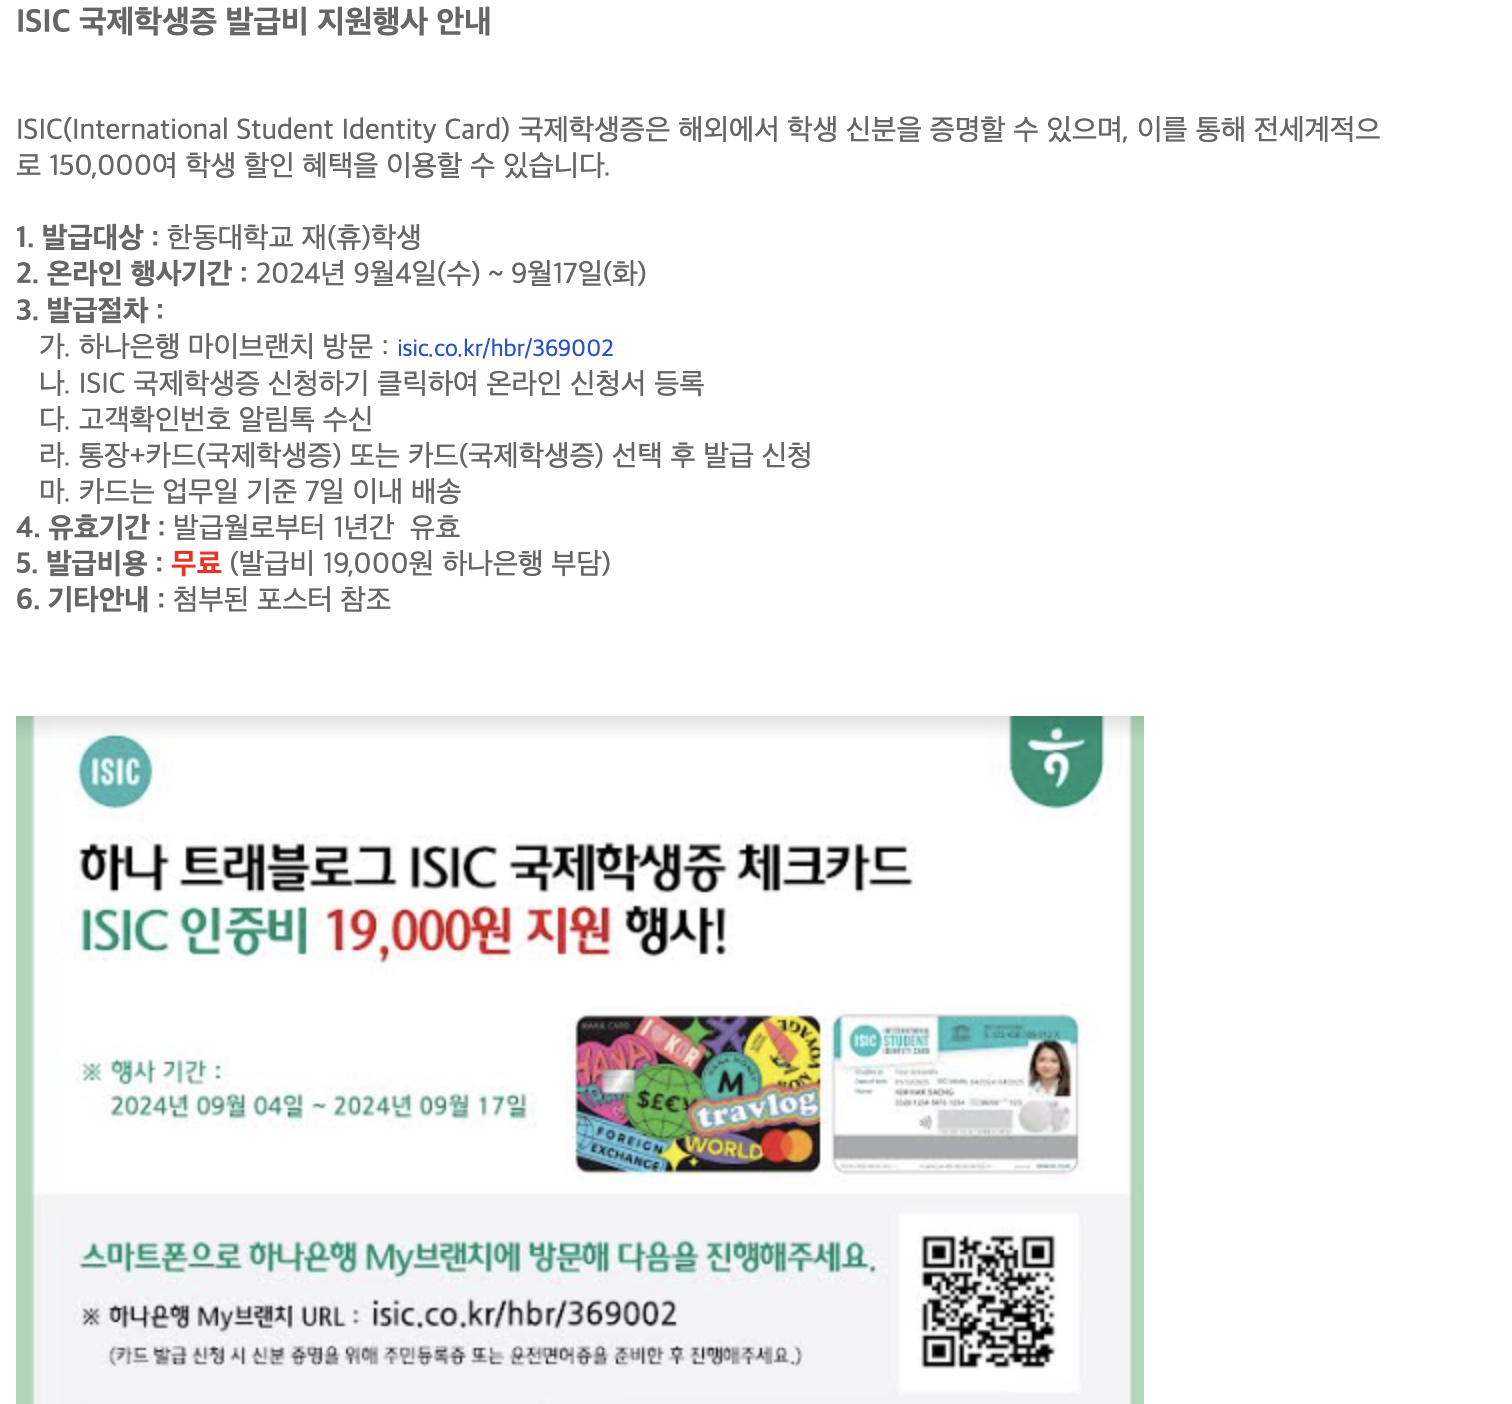 ISIC 국제학생증 발급비 지원행사 안내
ISIC(International Student Identity Card) 국제학생증은 해외에서 학생 신분을 증명할 수 있으며, 이를 통해 전세계적으
로 150,000여 학생 할인 혜택을 이용할 수 있습니다.
1. 발급대상 : 한동대학교 재(휴)학생
2. 온라인 행사기간 : 2024년 9월4일(수) ~ 9월17일(화)
3. 발급절차 :
가. 하나은행 마이브랜치 방문 : isic.co.kr/hbr/369002
나. ISIC 국제학생증 신청하기 클릭하여 온라인 신청서 등록
다. 고객확인번호 알림톡 수신
라. 통장+카드(국제학생증) 또는 카드(국제학생증) 선택 후 발급 신청
마. 카드는 업무일 기준 7일 이내 배송
4. 유효기간 : 발급월로부터 1년간  유효
5. 발급비용 : 무료 (발급비 19,000원 하나은행 부담)
6. 기타안내 : 첨부된 포스터 참조
ISIC
하나 트래블로그 ISIC 국제학생증 체크카드
ISIC 인증비 19,000원 지원 행사!
※ 행사 기간 :
2024년 09월 04일 ~ 2024년 09월 17일
HANA CARD
I KOR
VOYAGE
HANA
HANA MONEY
M
$£€¥
travlog
FOREIGN
EXCHANGE
WORLD
ISIC
INTERNATIONAL
STUDENT
IDENTITY CARD
스마트폰으로 하나은행 My브랜치에 방문해 다음을 진행해주세요.
※ 하나은행 My브랜치 URL : isic.co.kr/hbr/369002
(카드 발급 신청 시 신분 증명을 위해 주민등록증 또는 운전면허증을 준비한 후 진행해주세요.)